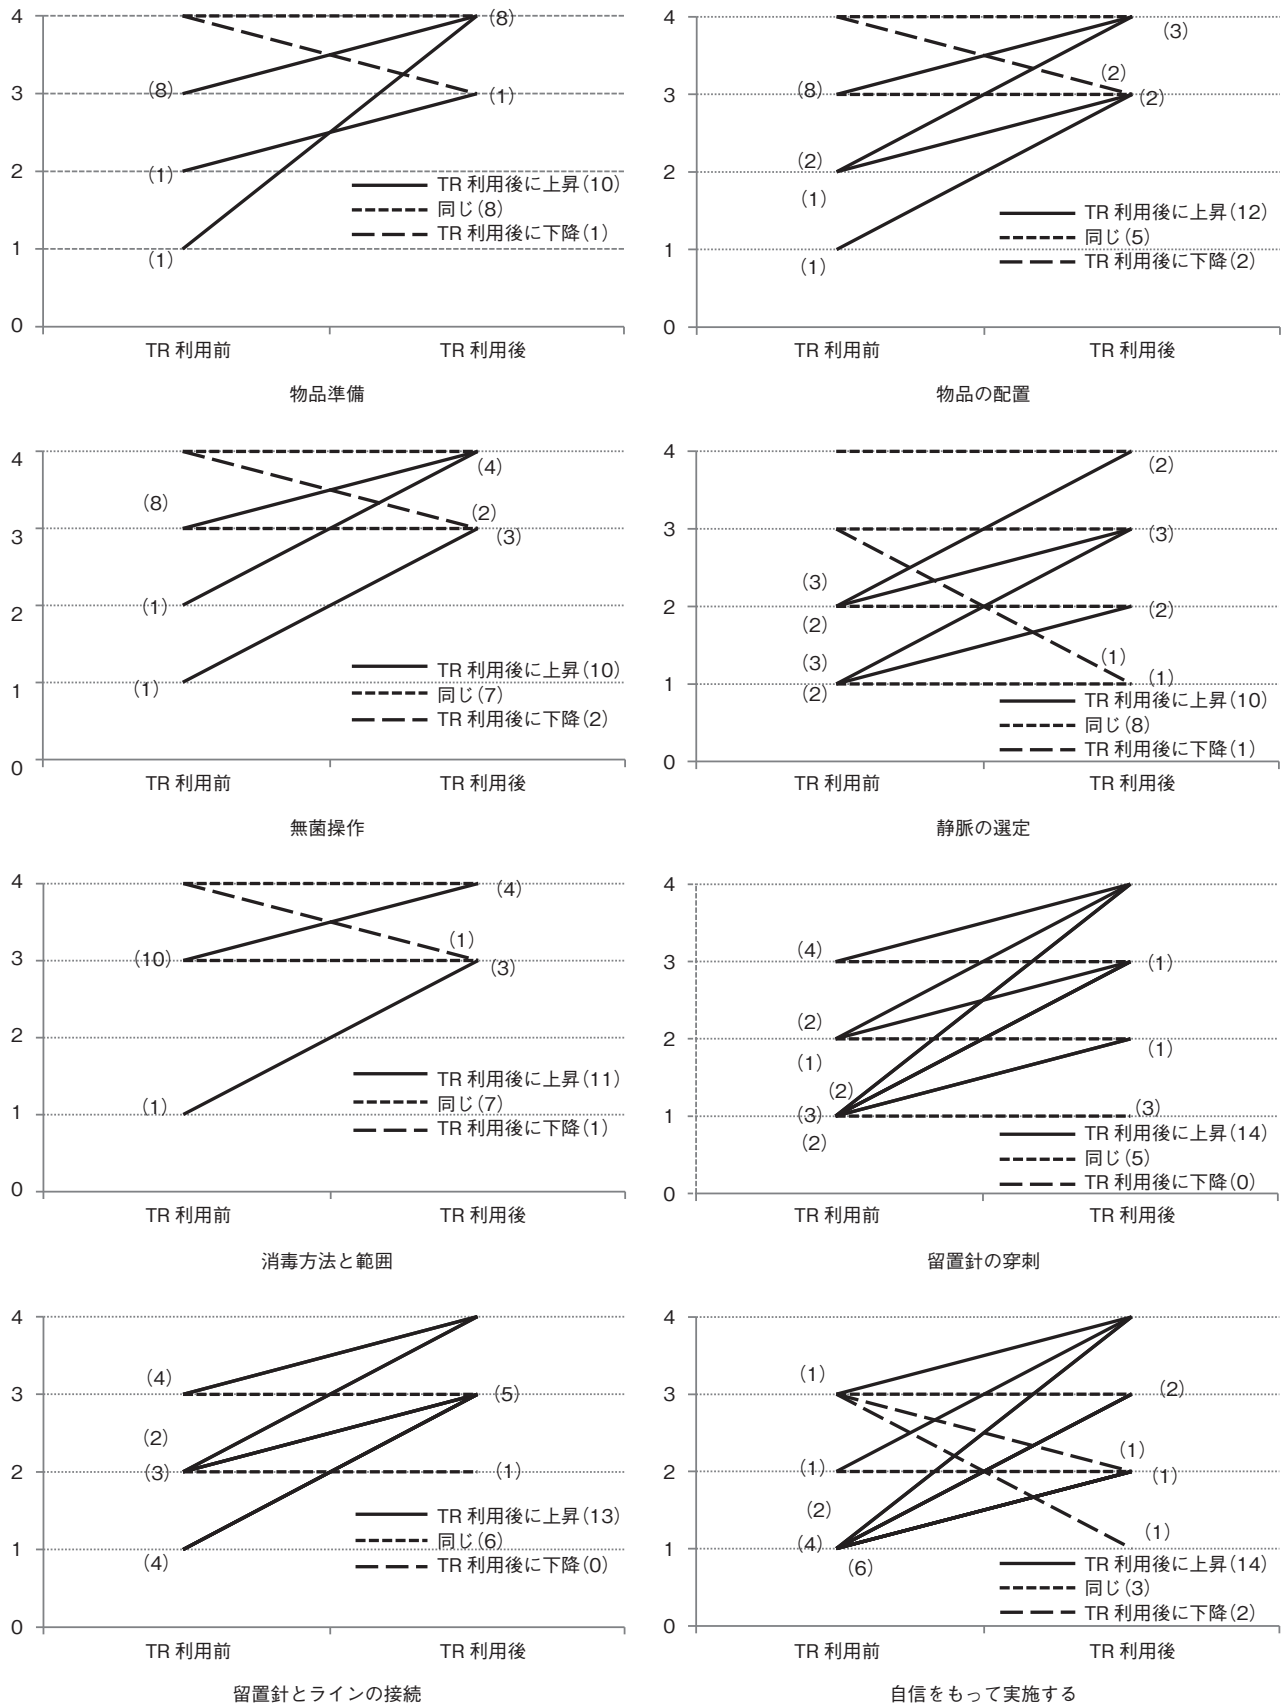 4
(8)
3
(8)
(1)
2
(1)
TR 利用後に上昇(10)
同じ(8)
TR 利用後に下降(1)
1
(1)
0
TR 利用前
TR 利用後
物品準備
4
(3)
(2)
3
(8)
(2)
(2)
2
(1)
TR 利用後に上昇(12)
同じ(5)
1
TR 利用後に下降(2)
(1)
0
TR 利用前
TR 利用後
物品の配置
4
(4)
(8)
(2)
3
(3)
(1)
2
TR 利用後に上昇(10)
(1)
1
同じ(7)
TR 利用後に下降(2)
0
TR 利用前
TR 利用後
無菌操作
4
(2)
3
(3)
(3)
2
(2)
(2)
(1)
(3)
(1)
1
(2)
TR 利用後に上昇(10)
同じ(8)
TR 利用後に下降(1)
0
TR 利用前
TR 利用後
静脈の選定
4
(4)
(1)
3
(10)
(3)
2
TR 利用後に上昇(11)
(1)
同じ(7)
1
TR 利用後に下降(1)
0
TR 利用前
TR 利用後
消毒方法と範囲
4
(4)
3
(1)
(2)
2
(1)
(1)
(2)
(3)
1
(3)
(2)
TR 利用後に上昇(14)
同じ(5)
TR 利用後に下降(0)
0
TR 利用前
TR 利用後
留置針の穿刺
4
(4)
3
(5)
(2)
2
(3)
(1)
TR 利用後に上昇(13)
同じ(6)
1
(4)
TR 利用後に下降(0)
0
TR 利用前
TR 利用後
留置針とラインの接続
4
(1)
3
(2)
(1)
2
(1)
(1)
(2)
(1)
1
(4)
(6)
TR 利用後に上昇(14)
同じ(3)
TR 利用後に下降(2)
0
TR 利用前
TR 利用後
自信をもって実施する